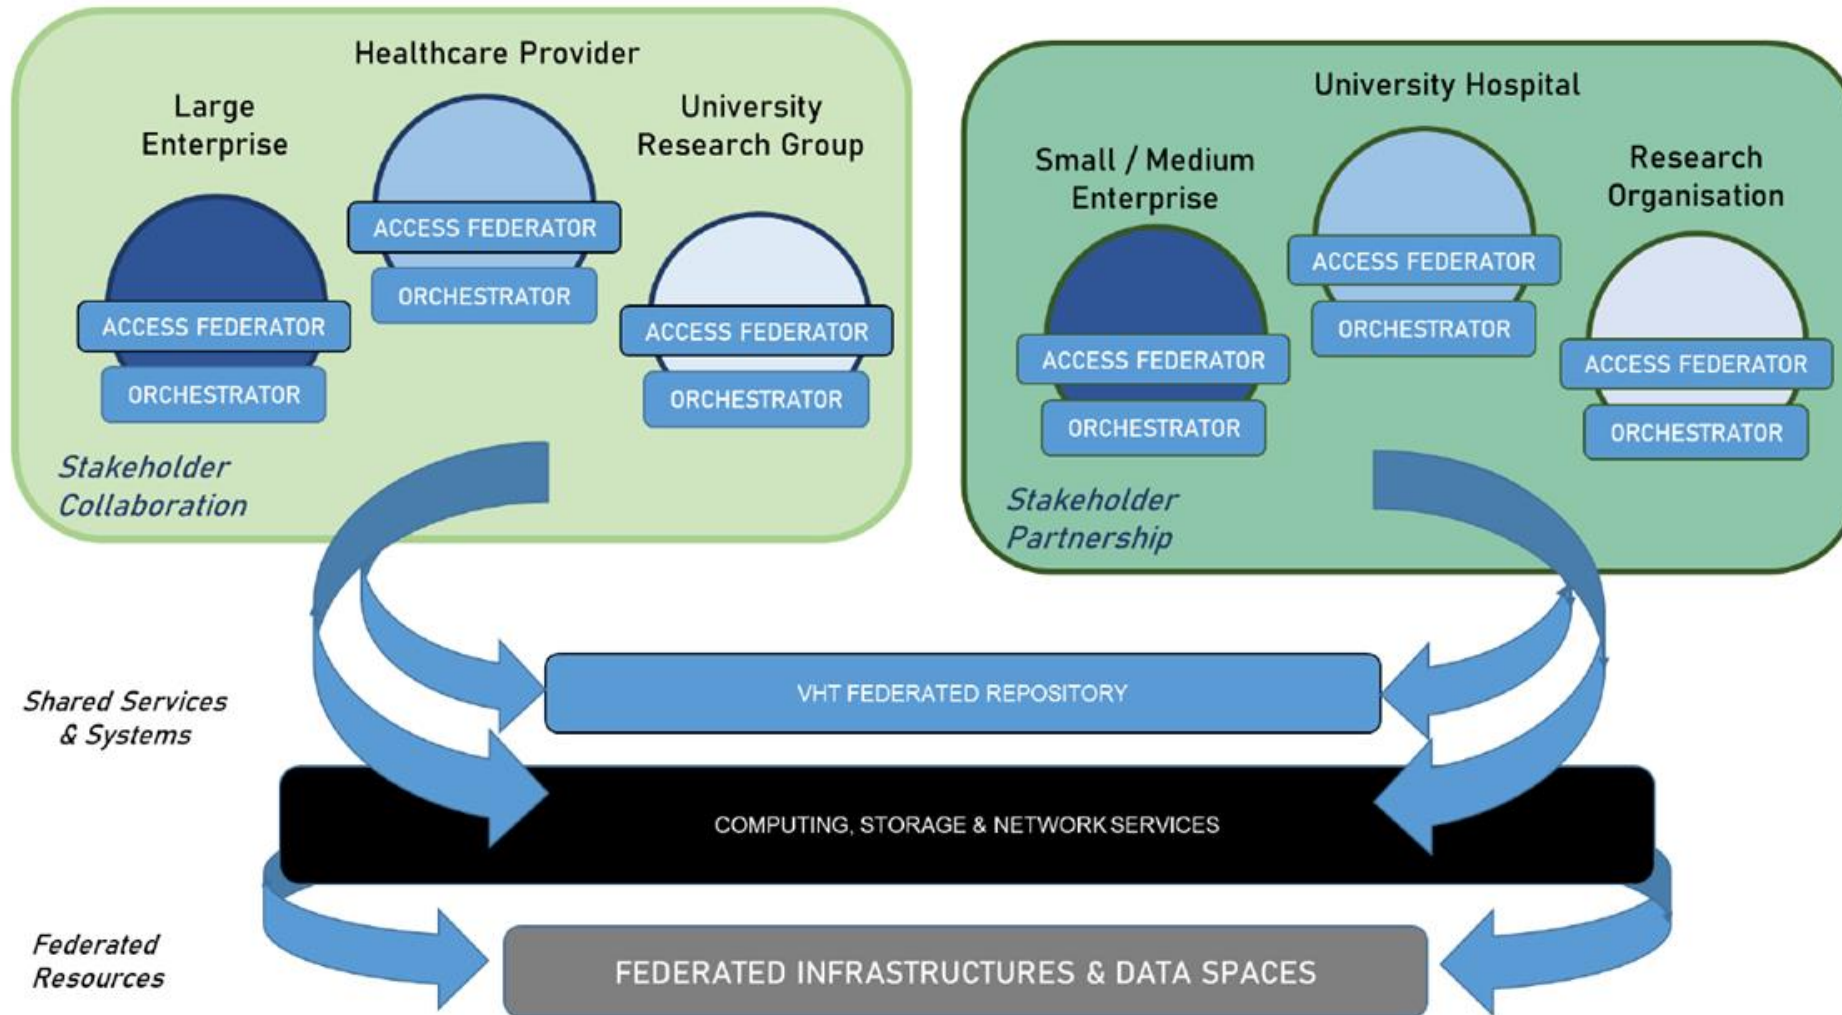 Healthcare Provider
Large
Enterprise
University
Research Group
ACCESS FEDERATOR
ORCHESTRATOR
ACCESS FEDERATOR
ORCHESTRATOR
ACCESS FEDERATOR
ORCHESTRATOR
Stakeholder
Collaboration
University Hospital
Small / Medium
Enterprise
Research
Organisation
ACCESS FEDERATOR
ORCHESTRATOR
ACCESS FEDERATOR
ORCHESTRATOR
ACCESS FEDERATOR
ORCHESTRATOR
Stakeholder
Partnership
Shared Services
& Systems
VHT FEDERATED REPOSITORY
COMPUTING, STORAGE & NETWORK SERVICES
Federated
Resources
FEDERATED INFRASTRUCTURES & DATA SPACES